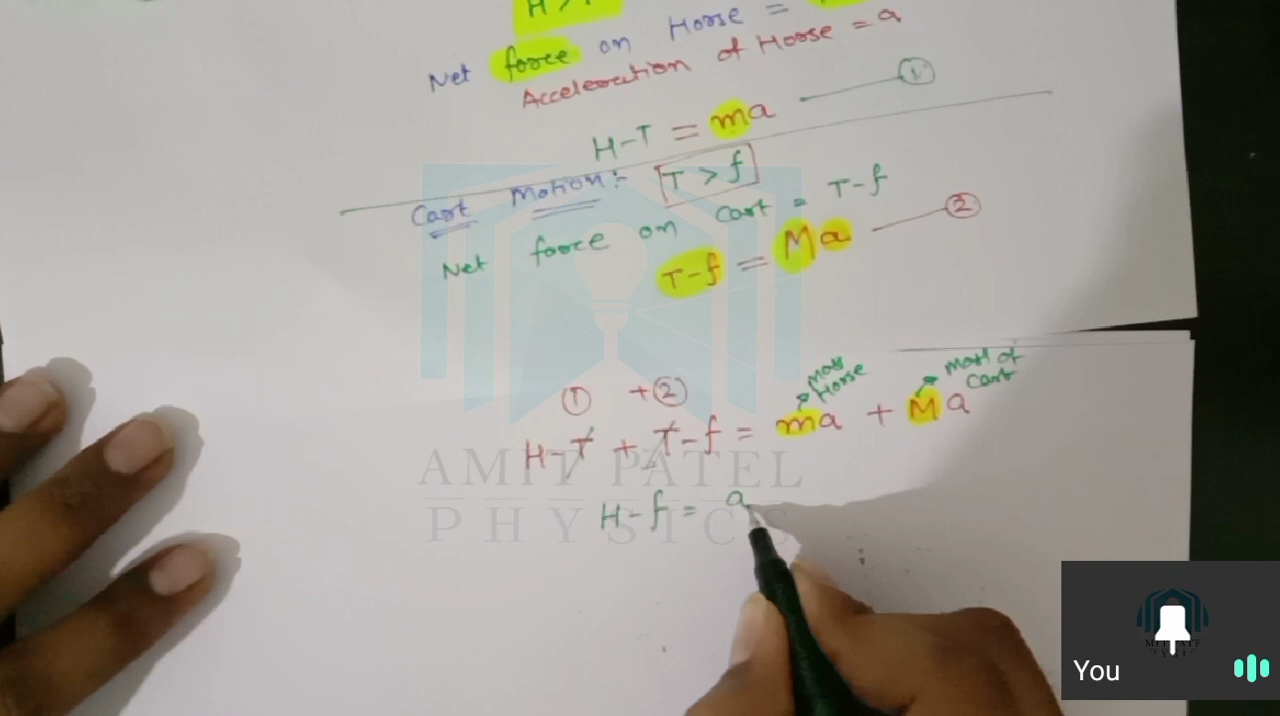 H > T
Net force on Horse =
Acceleration of Horse = a
H-T = ma ①
Cart Motion:- T > f
Net force on cart = T-f
T-f = Ma ②
① + ②
mass Horse
mass of cart
H-T + T-f = ma + Ma
H-f = a
AMIT PATEL
PHYSICS
You